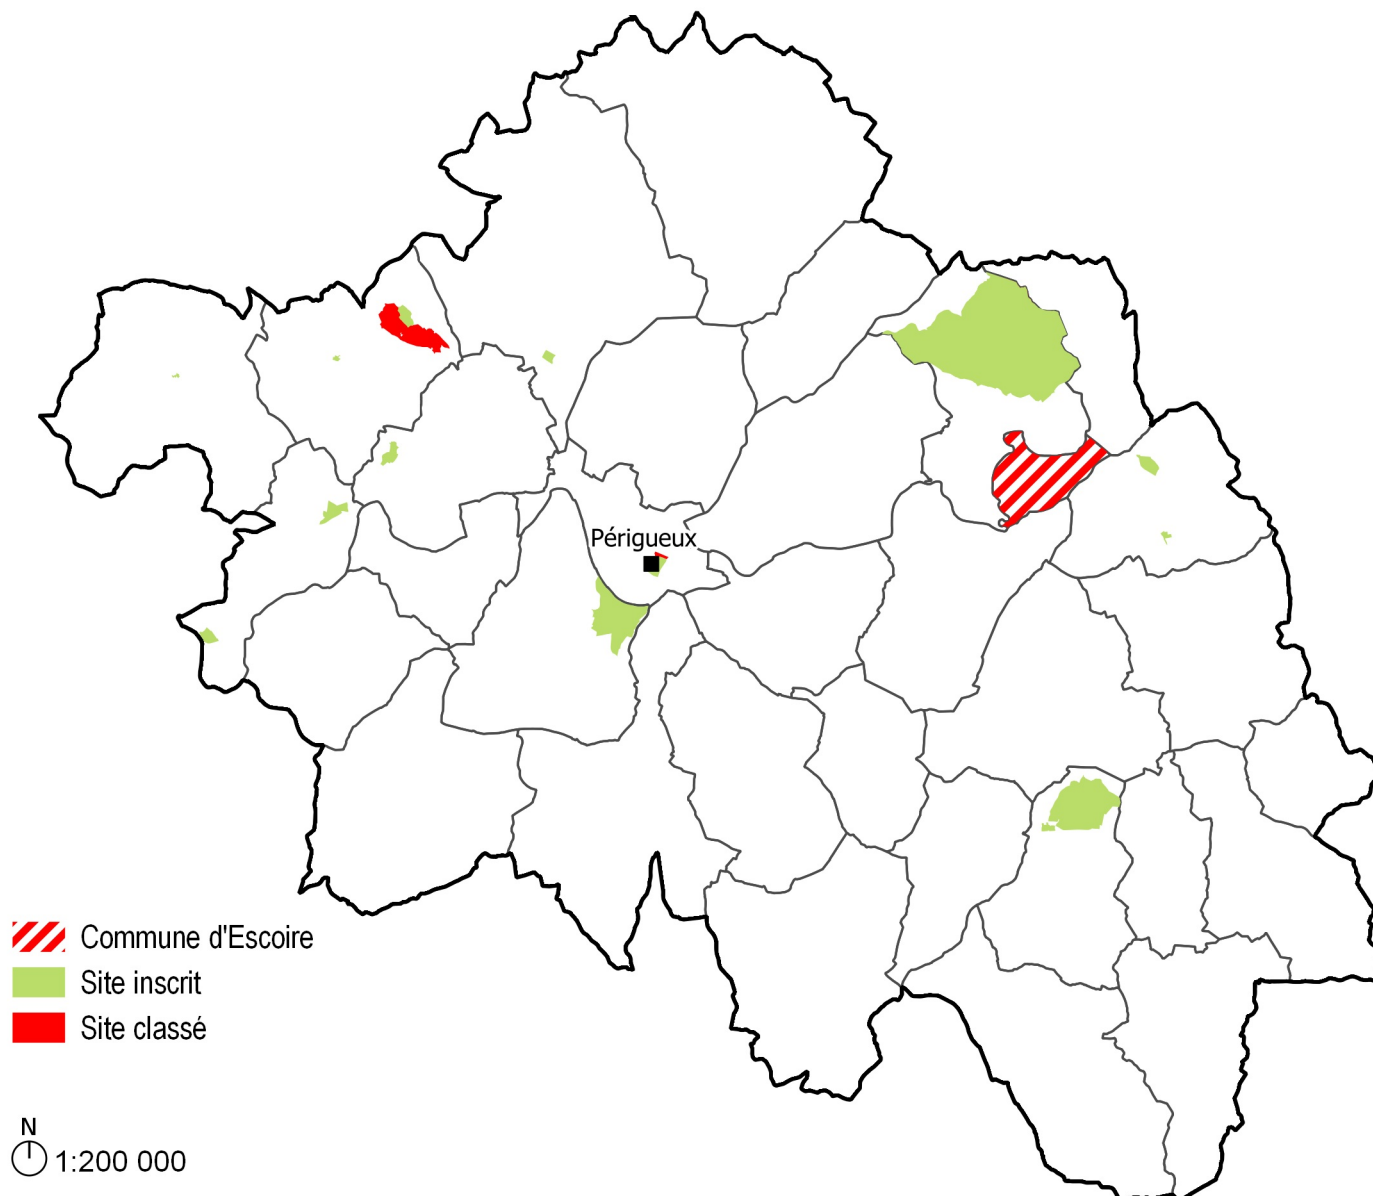 Périgueux
Commune d'Escoire
Site inscrit
Site classé
N
1:200 000